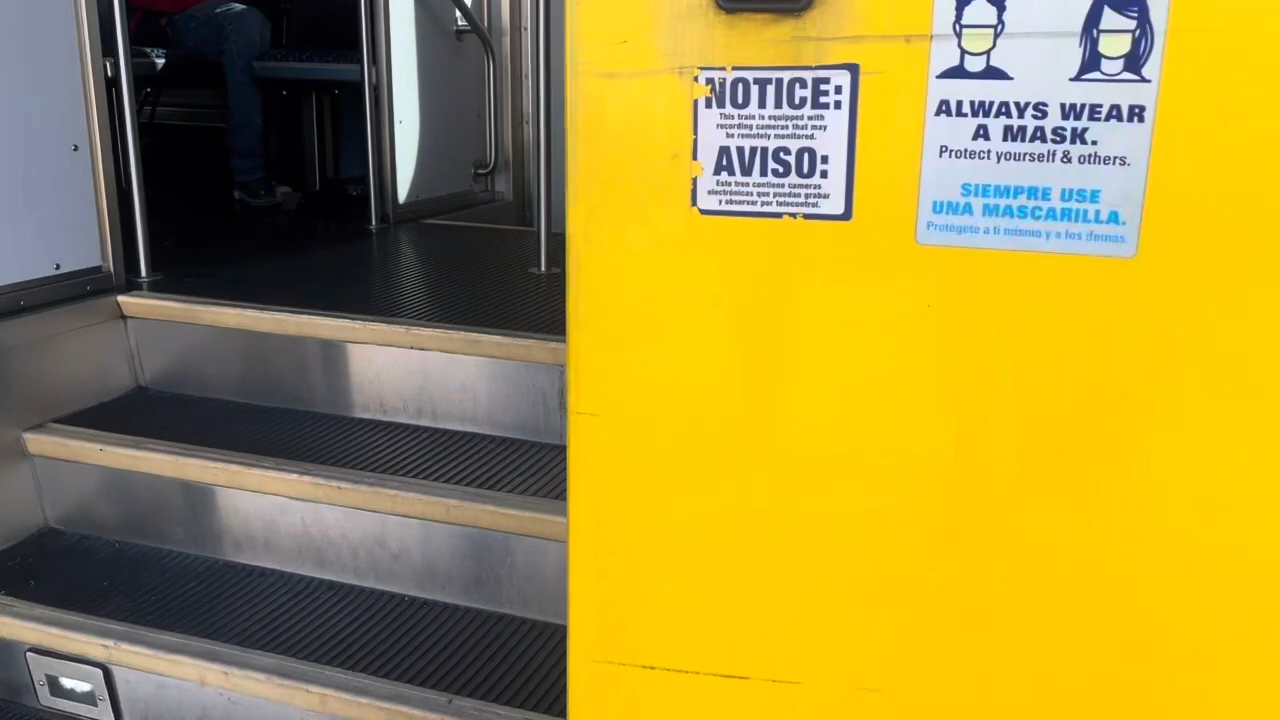 NOTICE:
This train is equipped with
recording cameras that may
be remotely monitored.
AVISO:
Este tren contiene cameras
electrónicas que puedan grabar
y observar por telecontrol.
ALWAYS WEAR
A MASK.
Protect yourself & others.
SIEMPRE USE
UNA MASCARILLA.
Protégete a ti mismo y a los demas.